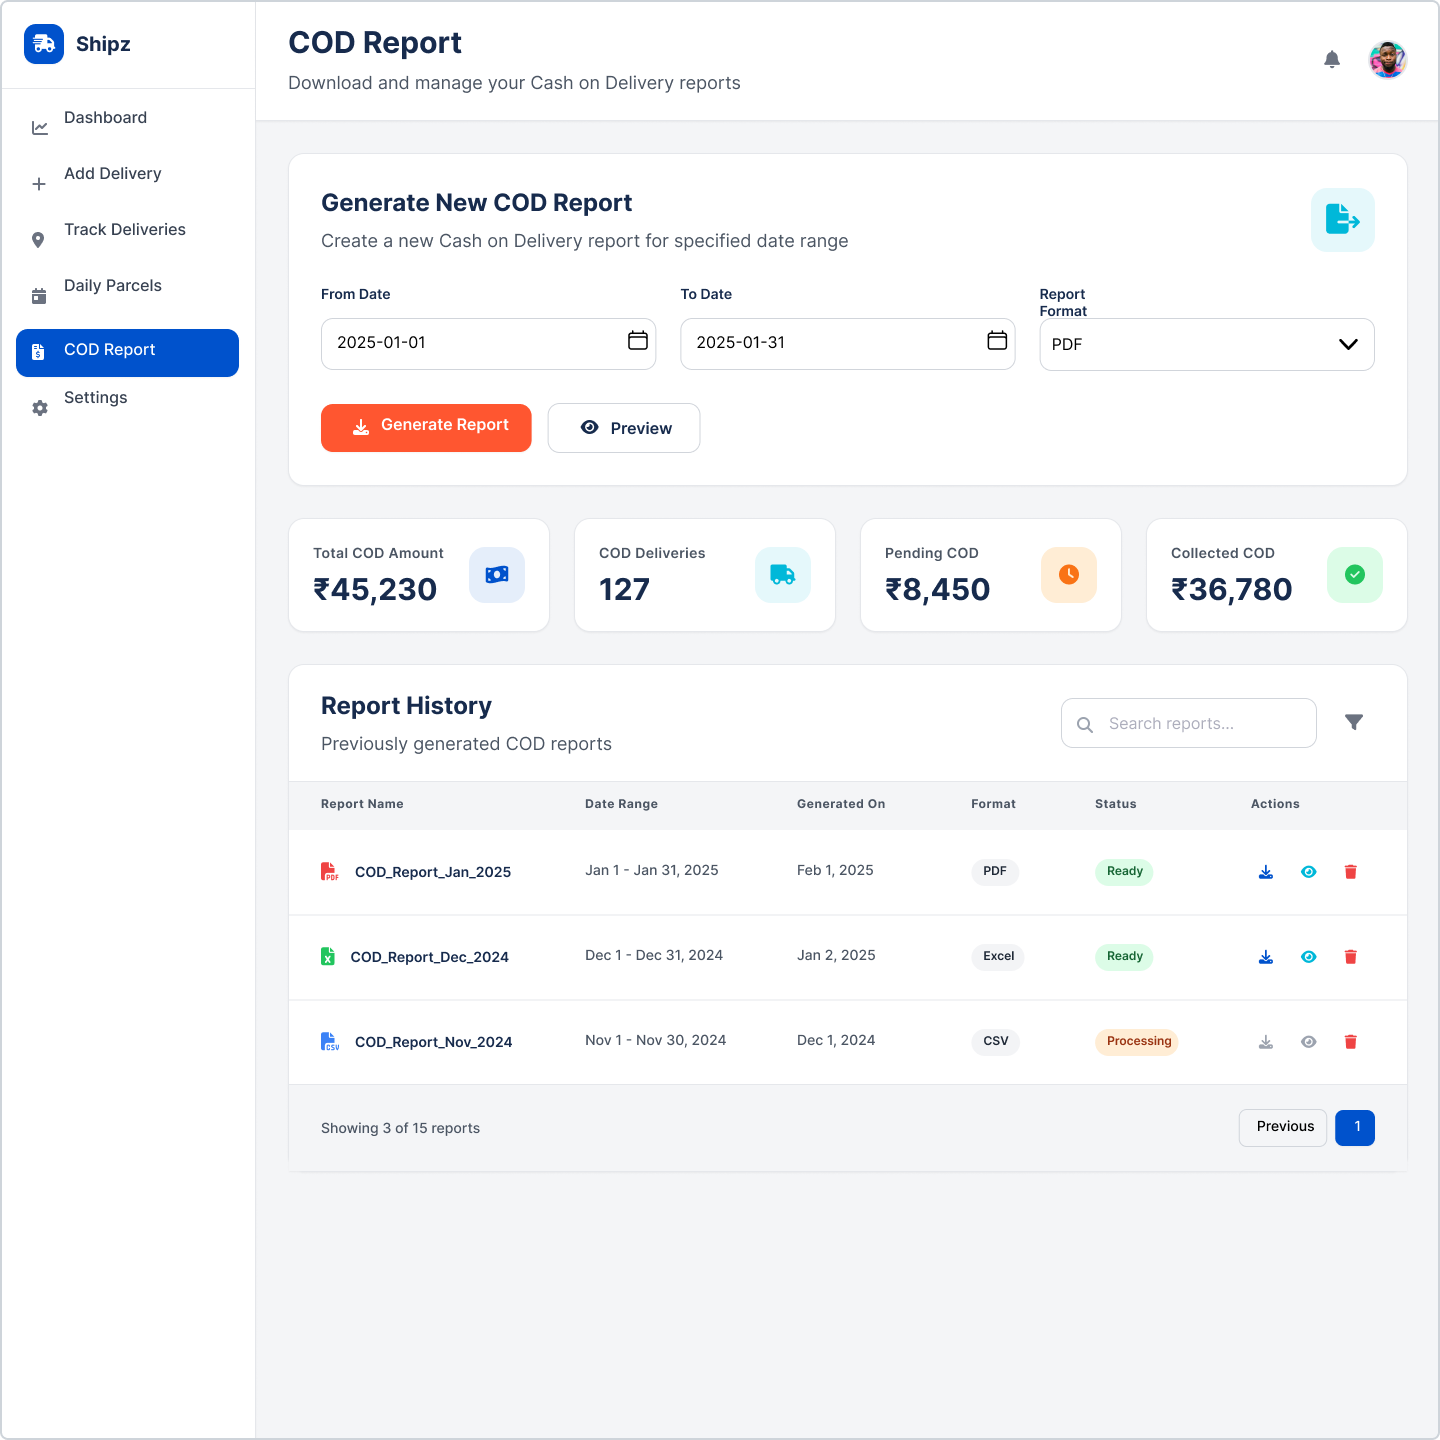 Shipz
Dashboard
Add Delivery
Track Deliveries
Daily Parcels
COD Report
Settings
COD Report
Download and manage your Cash on Delivery reports
Generate New COD Report
Create a new Cash on Delivery report for specified date range
From Date
2025-01-01
To Date
2025-01-31
Report
Format
PDF
Generate Report
Preview
Total COD Amount
₹45,230
COD Deliveries
127
Pending COD
₹8,450
Collected COD
₹36,780
Report History
Previously generated COD reports
Search reports...
Report Name Date Range Generated On Format Status Actions
PDF COD_Report_Jan_2025 Jan 1 - Jan 31, 2025 Feb 1, 2025 PDF Ready
X COD_Report_Dec_2024 Dec 1 - Dec 31, 2024 Jan 2, 2025 Excel Ready
CSV COD_Report_Nov_2024 Nov 1 - Nov 30, 2024 Dec 1, 2024 CSV Processing
Showing 3 of 15 reports
Previous 1